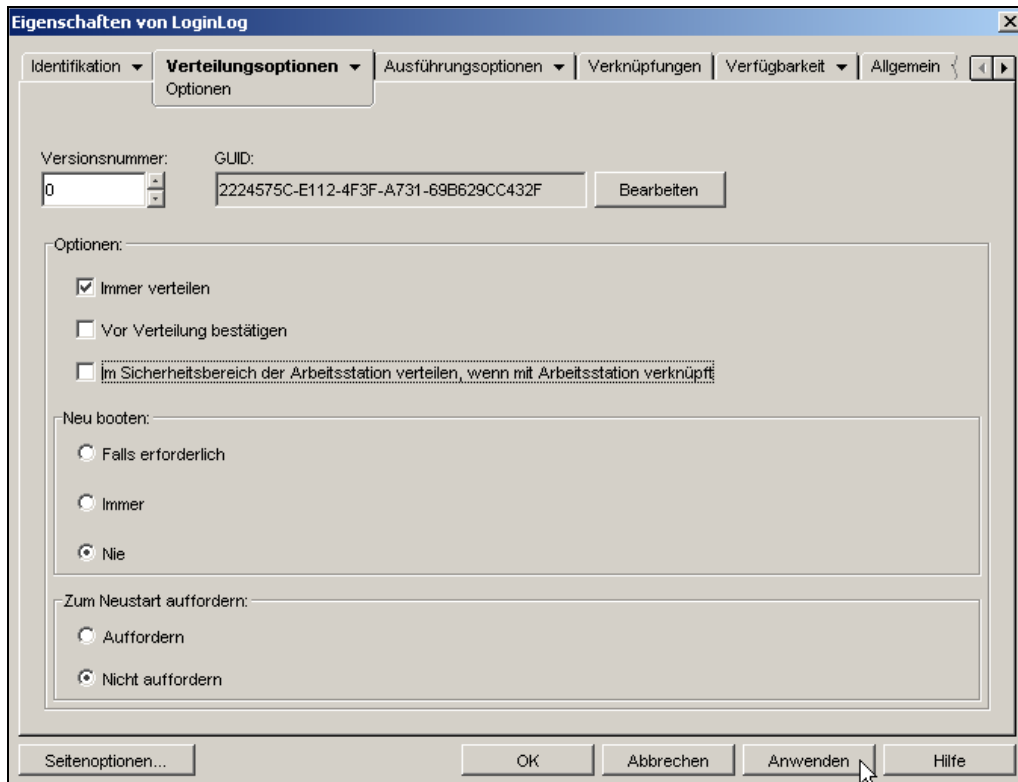 Eigenschaften von LoginLog
Identifikation Verteilungsoptionen Ausführungsoptionen Verknüpfungen Verfügbarkeit Allgemein
Optionen
Versionsnummer: GUID:
0 2224575C-E112-4F3F-A731-69B629CC432F Bearbeiten
Optionen:
Immer verteilen
Vor Verteilung bestätigen
Im Sicherheitsbereich der Arbeitsstation verteilen, wenn mit Arbeitsstation verknüpft
Neu booten:
Falls erforderlich
Immer
Nie
Zum Neustart auffordern:
Auffordern
Nicht auffordern
Seitenoptionen... OK Abbrechen Anwenden Hilfe